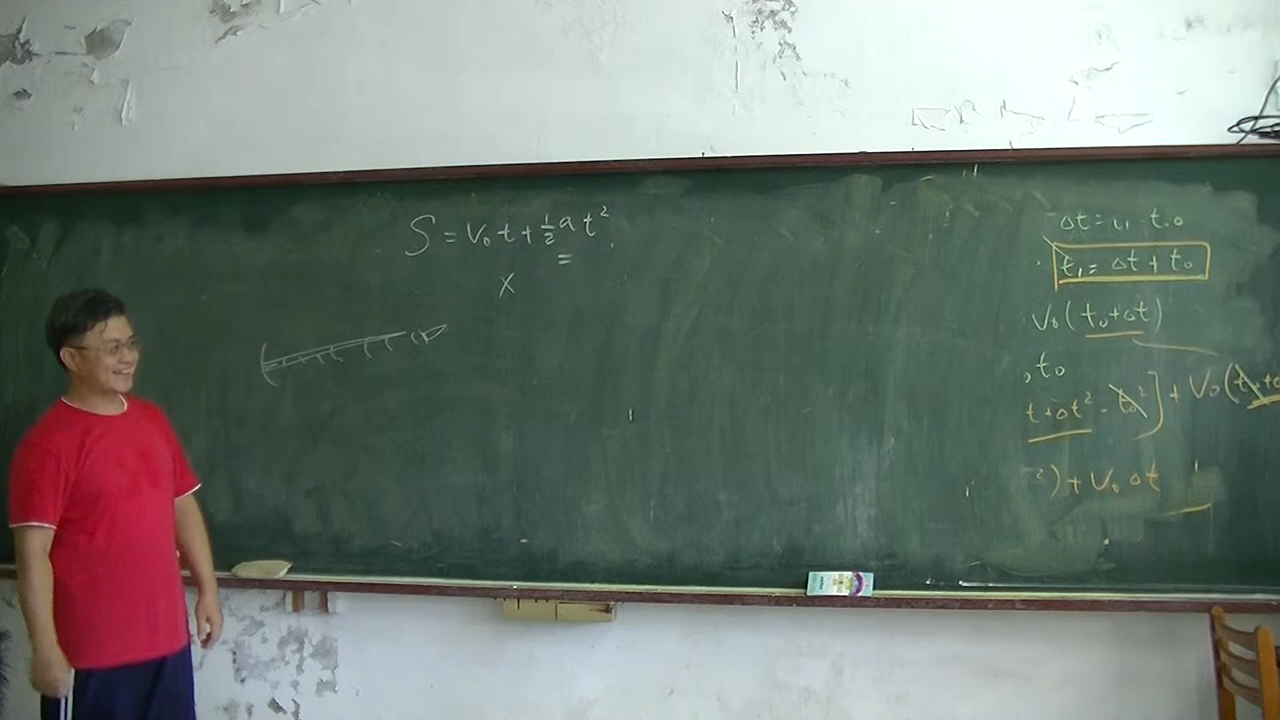 S = V₀t + ½at²
X
Δt = t₁ - t₀
t₁ = Δt + t₀
V₀(t₀+Δt)
, t₀
t+Δt² - t₀²] + V₀(t₀+Δ
²) + V₀Δt